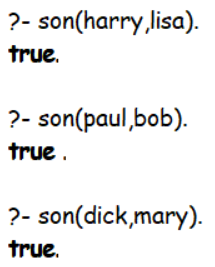 ?- son(harry,lisa).
true.
?- son(paul,bob).
true .
?- son(dick,mary).
true.